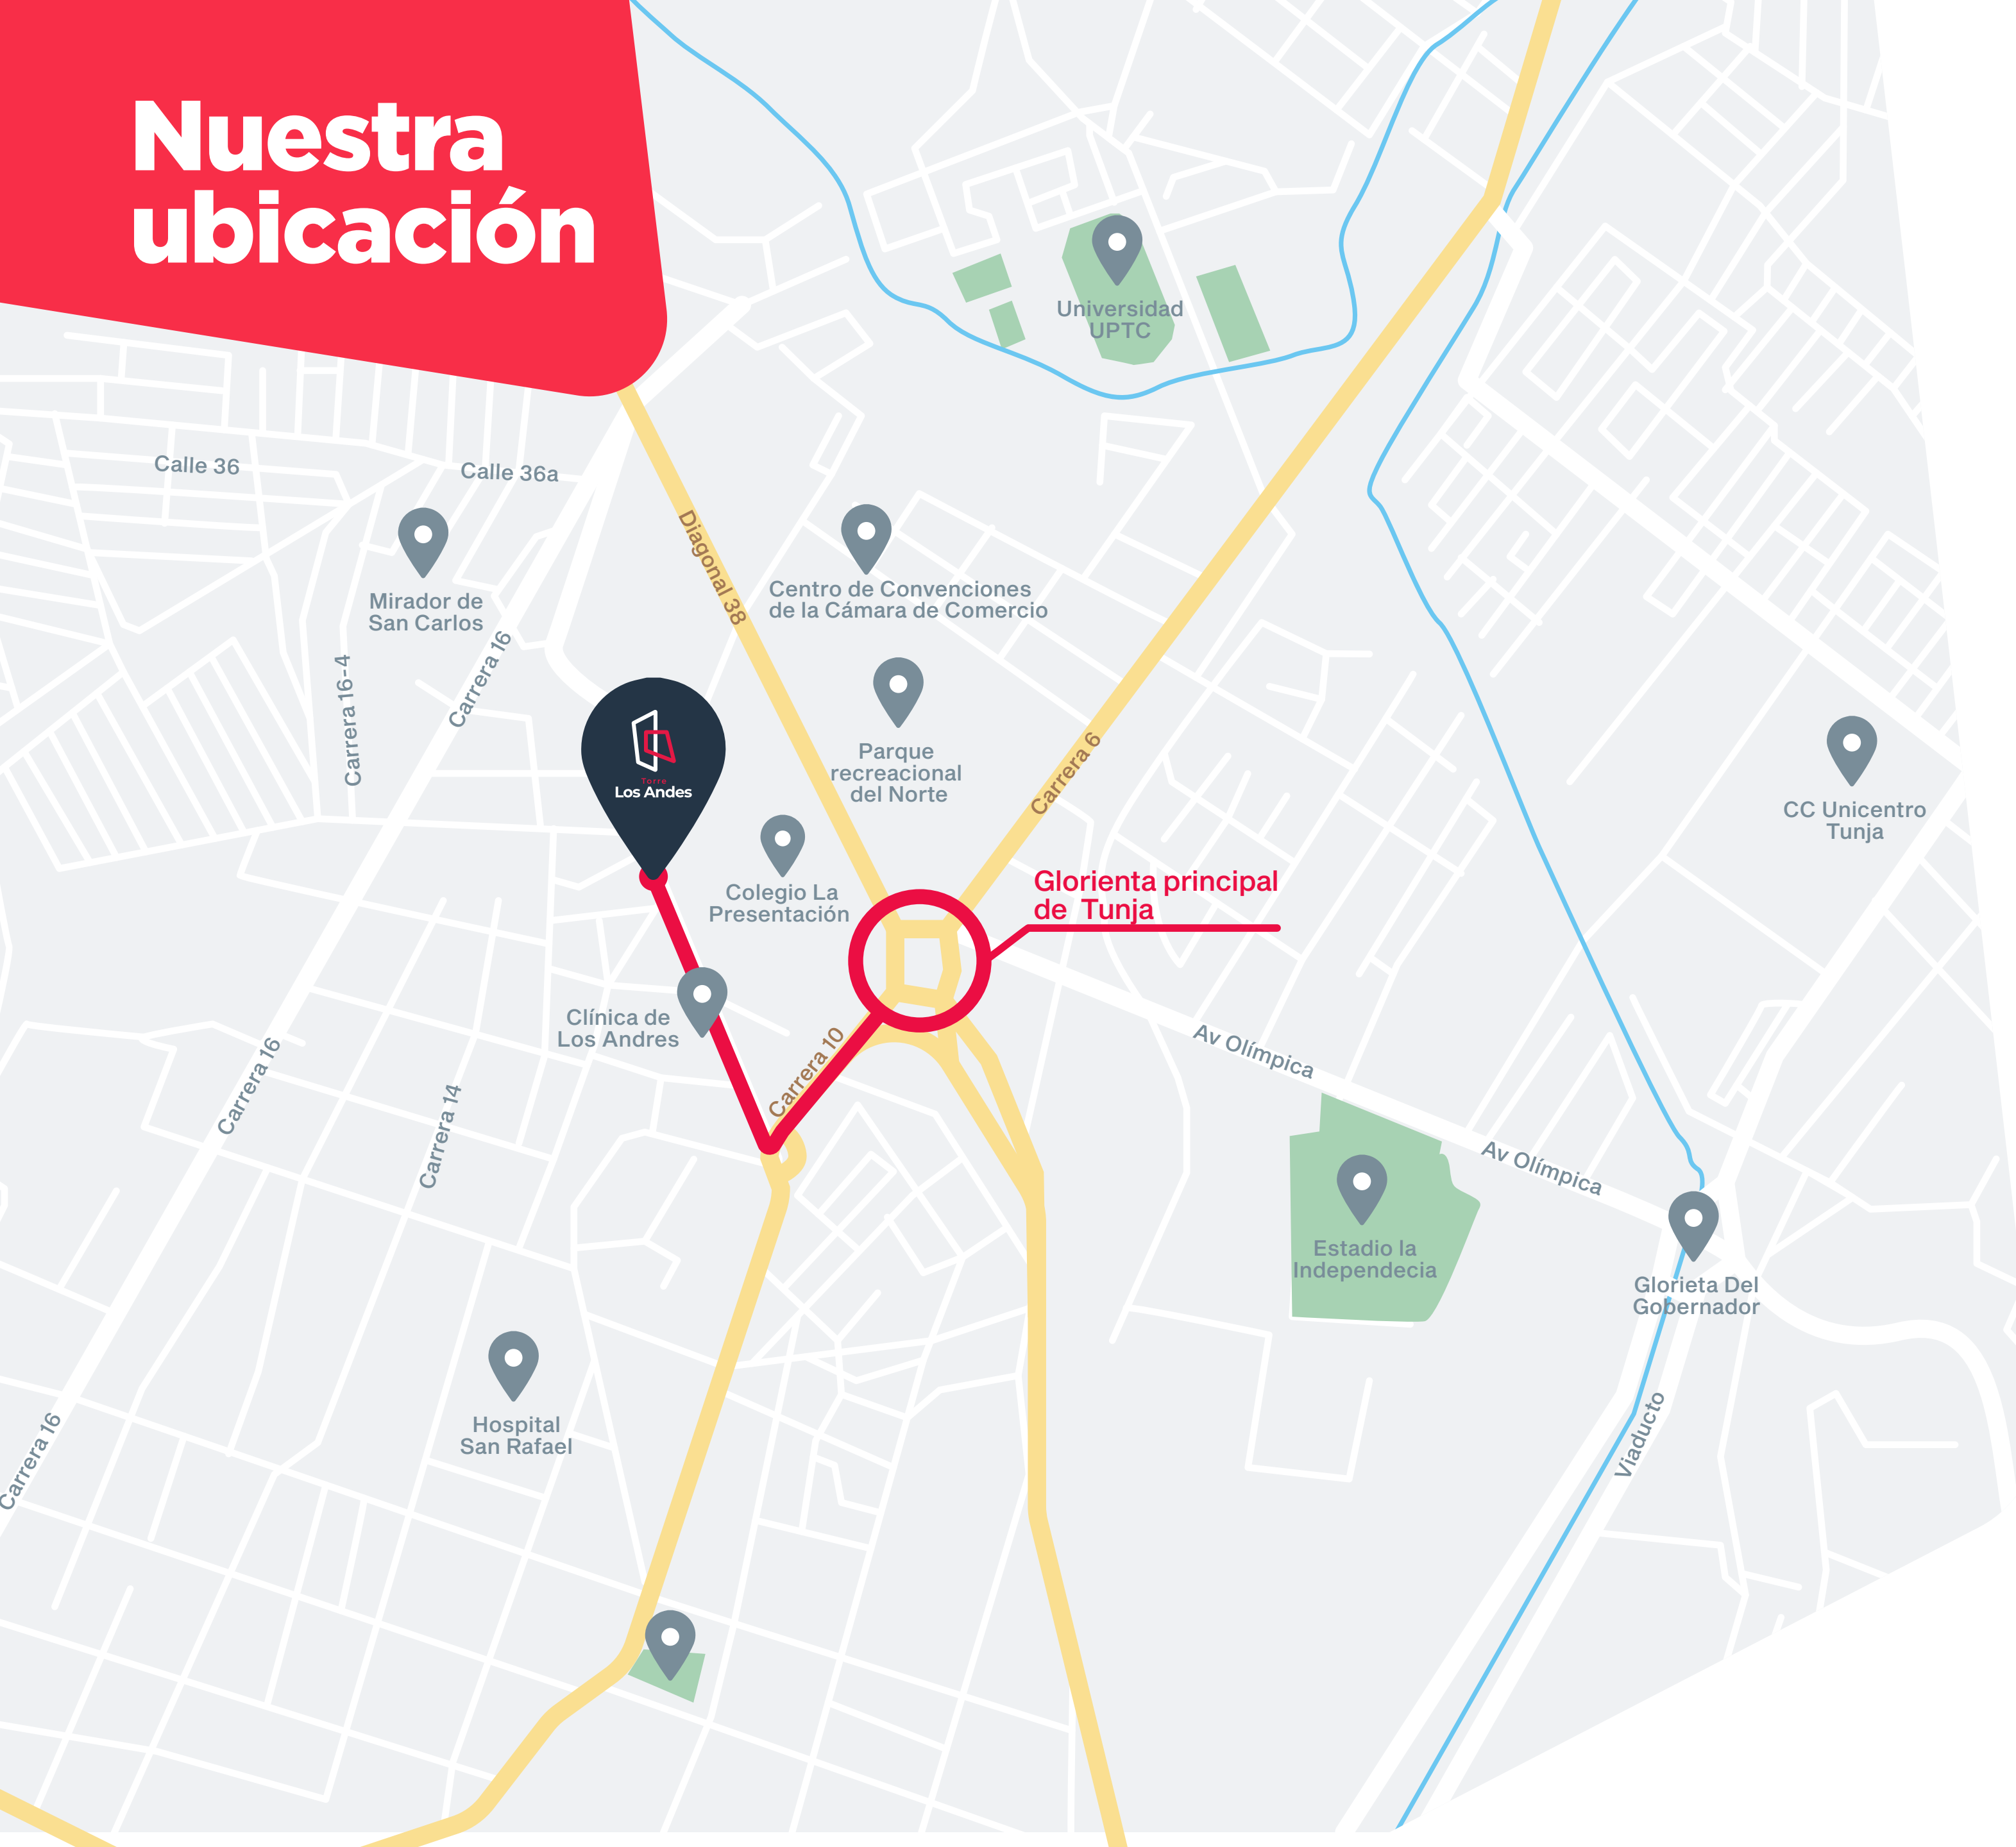 Nuestra
ubicación
Universidad
UPTC
Calle 36
Calle 36a
Diagonal 38
Centro de Convenciones
de la Cámara de Comercio
Mirador de
San Carlos
Carrera 16-4
Carrera 16
Torre
Los Andes
Parque
recreacional
del Norte
Carrera 6
CC Unicentro
Tunja
Colegio La
Presentación
Glorienta principal
de Tunja
Clínica de
Los Andres
Carrera 10
Av Olímpica
Carrera 16
Carrera 14
Av Olímpica
Estadio la
Independecia
Glorieta Del
Gobernador
Hospital
San Rafael
Viaducto
Carrera 16